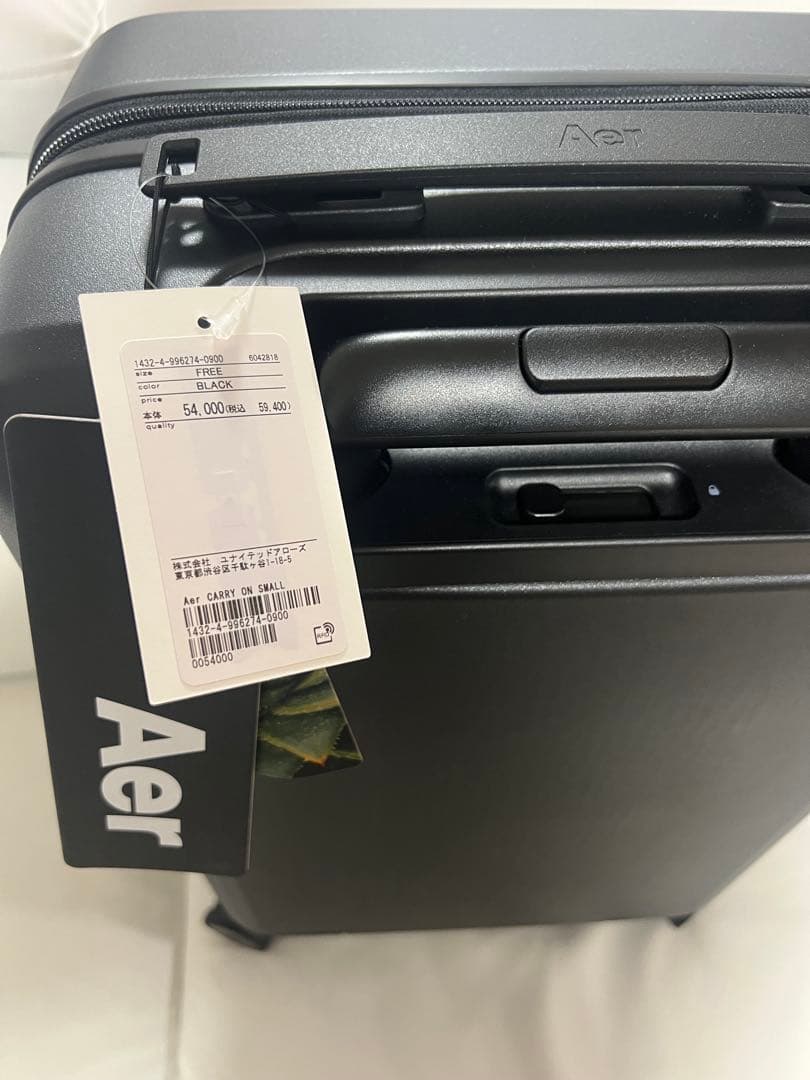 Aer
1432-4-996274-0900 6042818
size FREE
color BLACK
price
本体 54,000(税込 59,400)
quality
株式会社 ユナイテッドアローズ
東京都渋谷区千駄ヶ谷1-18-5
Aer CARRY ON SMALL
1432-4-996274-0900
0054000
RFID
Aer